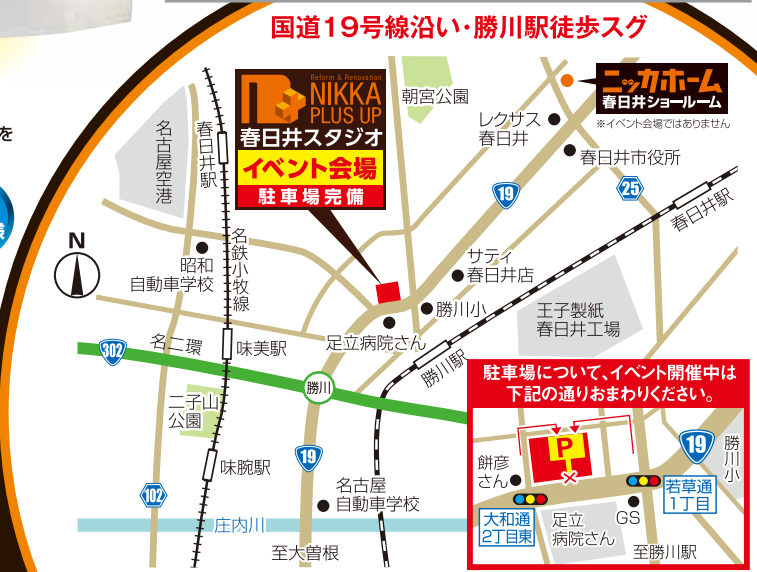 国道19号線沿い・勝川駅徒歩スグ
Reform & Renovation
NIKKA
PLUS UP
春日井スタジオ
イベント会場
駐車場完備
朝宮公園
レクサス
春日井
ニッカホーム
春日井ショールーム
※イベント会場ではありません
春日井市役所
を
様
名古屋空港
春日井駅
19
25
春日井駅
N
昭和
自動車学校
名鉄小牧線
サティ
春日井店
勝川小
王子製紙
春日井工場
足立病院さん
302
名二環
味美駅
勝川駅
勝川
二子山
公園
19
味腕駅
名古屋
自動車学校
102
庄内川
至大曽根
駐車場について、イベント開催中は
下記の通りおまわりください。
P
19
勝川小
餅彦
さん
若草通
1丁目
大和通
2丁目東
足立
病院さん
GS
至勝川駅